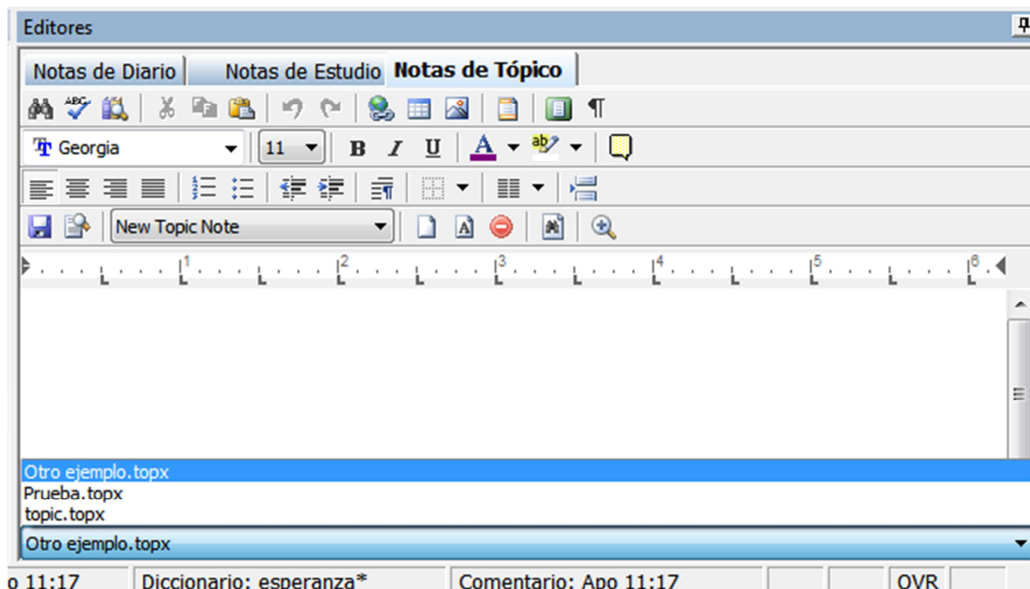 Editores
Notas de Diario Notas de Estudio Notas de Tópico
ABC
Georgia 11 B I U A ab
New Topic Note A
1 2 3 4 5 6
Otro ejemplo.topx
Prueba.topx
topic.topx
Otro ejemplo.topx
o 11:17 Diccionario: esperanza* Comentario: Apo 11:17 OVR